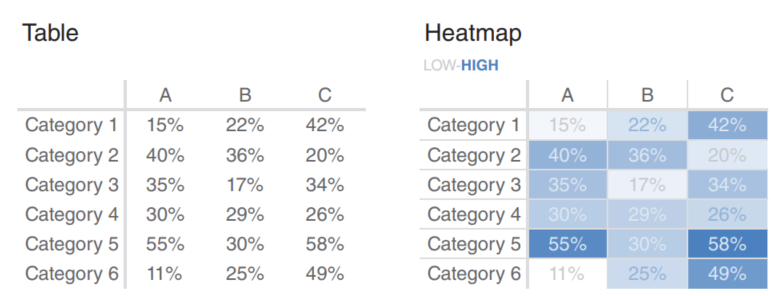 Table
A B C
Category 1 15% 22% 42%
Category 2 40% 36% 20%
Category 3 35% 17% 34%
Category 4 30% 29% 26%
Category 5 55% 30% 58%
Category 6 11% 25% 49%
Heatmap
LOW-HIGH
A B C
Category 1 15% 22% 42%
Category 2 40% 36% 20%
Category 3 35% 17% 34%
Category 4 30% 29% 26%
Category 5 55% 30% 58%
Category 6 11% 25% 49%